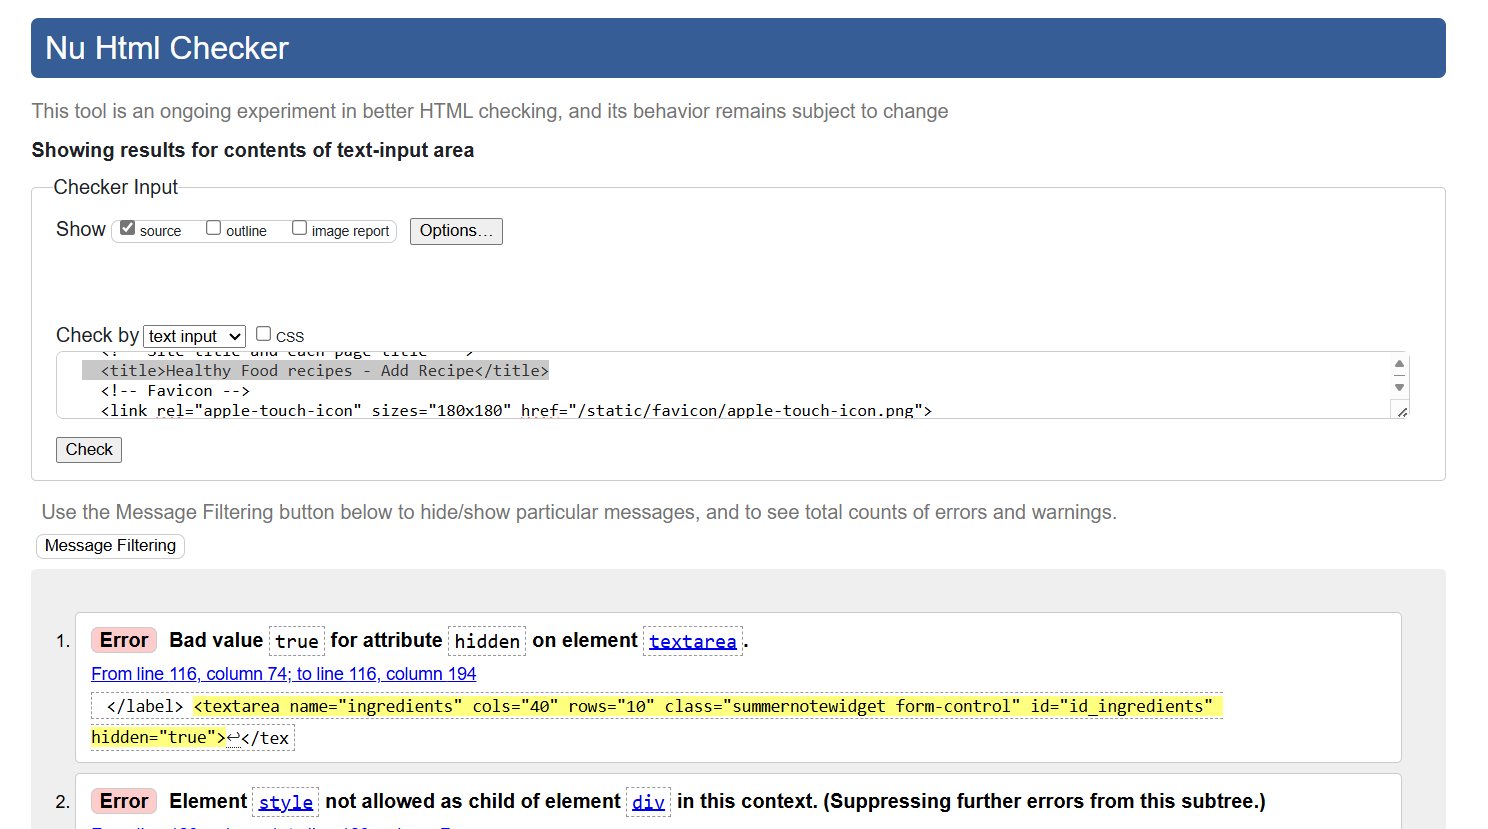 Nu Html Checker
This tool is an ongoing experiment in better HTML checking, and its behavior remains subject to change
Showing results for contents of text-input area
Checker Input
Show source outline image report Options…
Check by text input CSS
<title>Healthy Food recipes - Add Recipe</title>
<!-- Favicon -->
<link rel="apple-touch-icon" sizes="180x180" href="/static/favicon/apple-touch-icon.png">
Check
Use the Message Filtering button below to hide/show particular messages, and to see total counts of errors and warnings.
Message Filtering
1. Error Bad value true for attribute hidden on element textarea.
From line 116, column 74; to line 116, column 194
</label> <textarea name="ingredients" cols="40" rows="10" class="summernotewidget form-control" id="id_ingredients"
hidden="true">↩</tex
2. Error Element style not allowed as child of element div in this context. (Suppressing further errors from this subtree.)